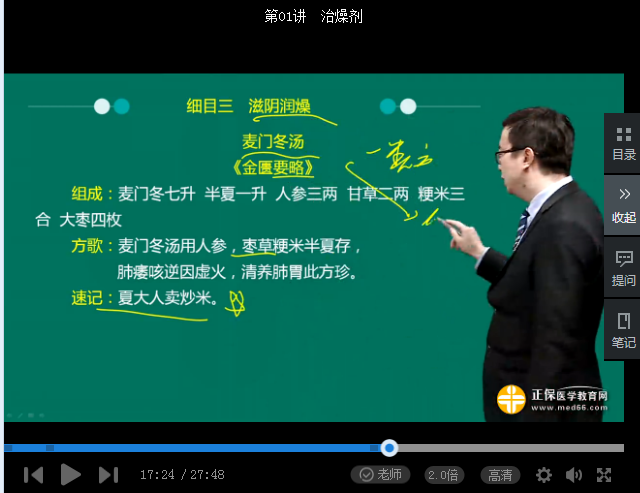 第01讲 治燥剂
细目三 滋阴润燥
麦门冬汤
《金匮要略》
组成：麦门冬七升 半夏一升 人参三两 甘草二两 粳米三
合 大枣四枚
方歌：麦门冬汤用人参，枣草粳米半夏存，
肺痿咳逆因虚火，清养肺胃此方珍。
速记：夏大人卖炒米。
目录
收起
提问
笔记
正保医学教育网
www.med66.com
17:24 / 27:48
老师
2.0倍
高清